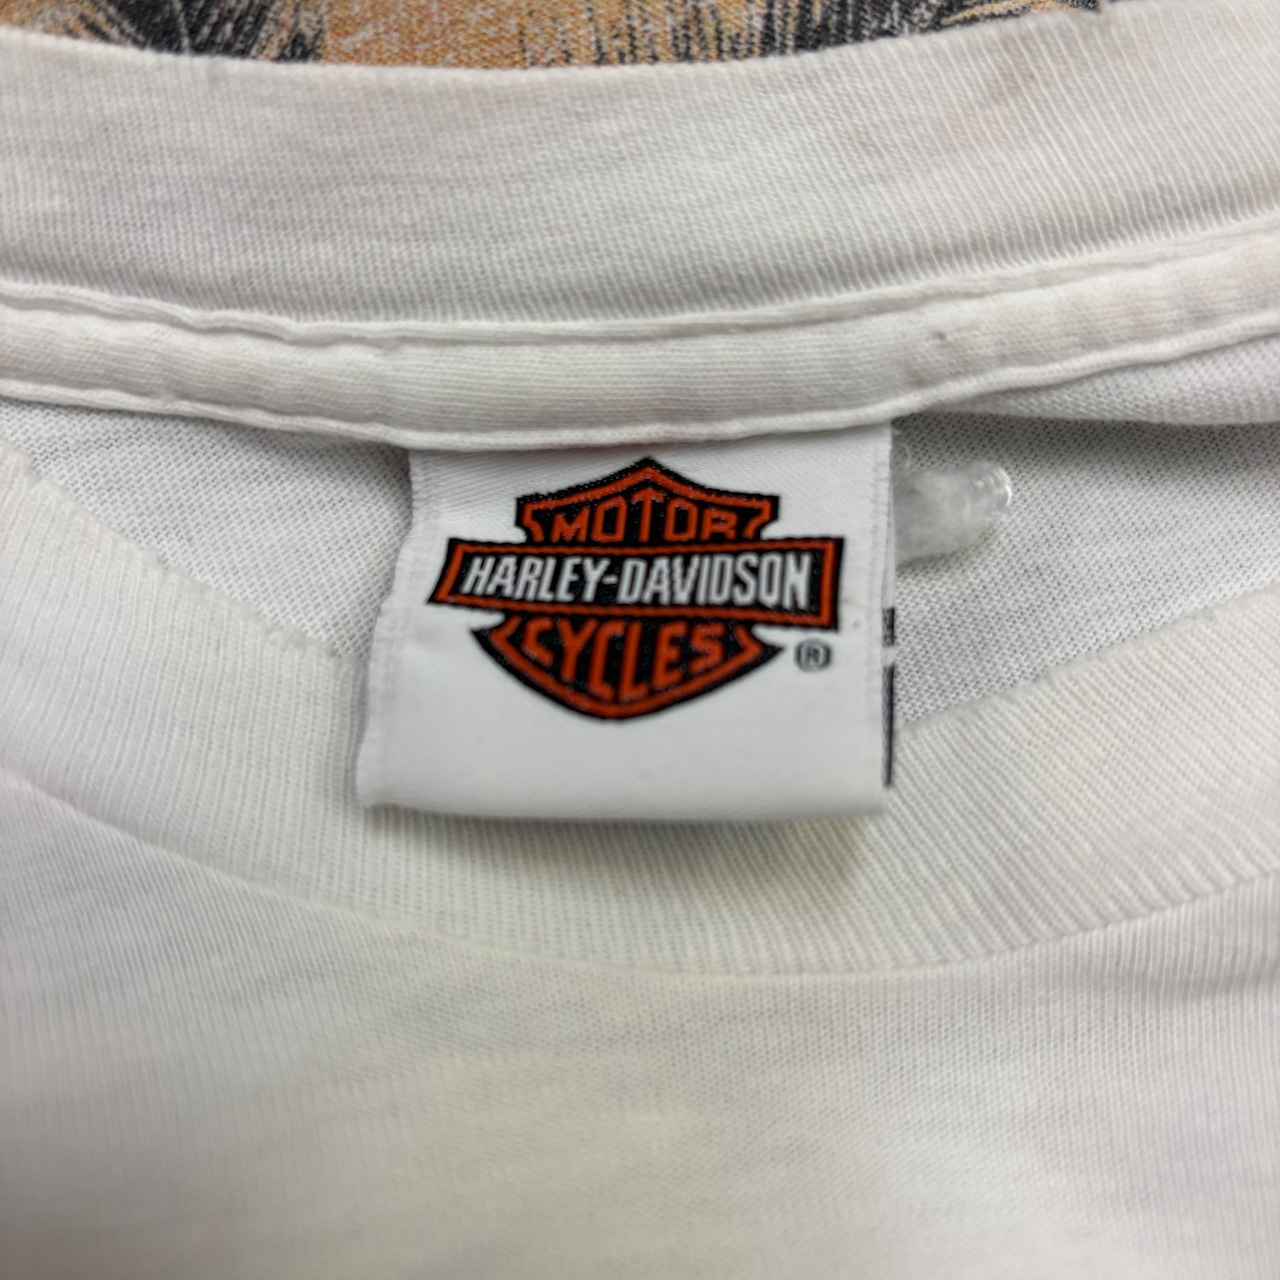 MOTOR
HARLEY-DAVIDSON
CYCLES
®